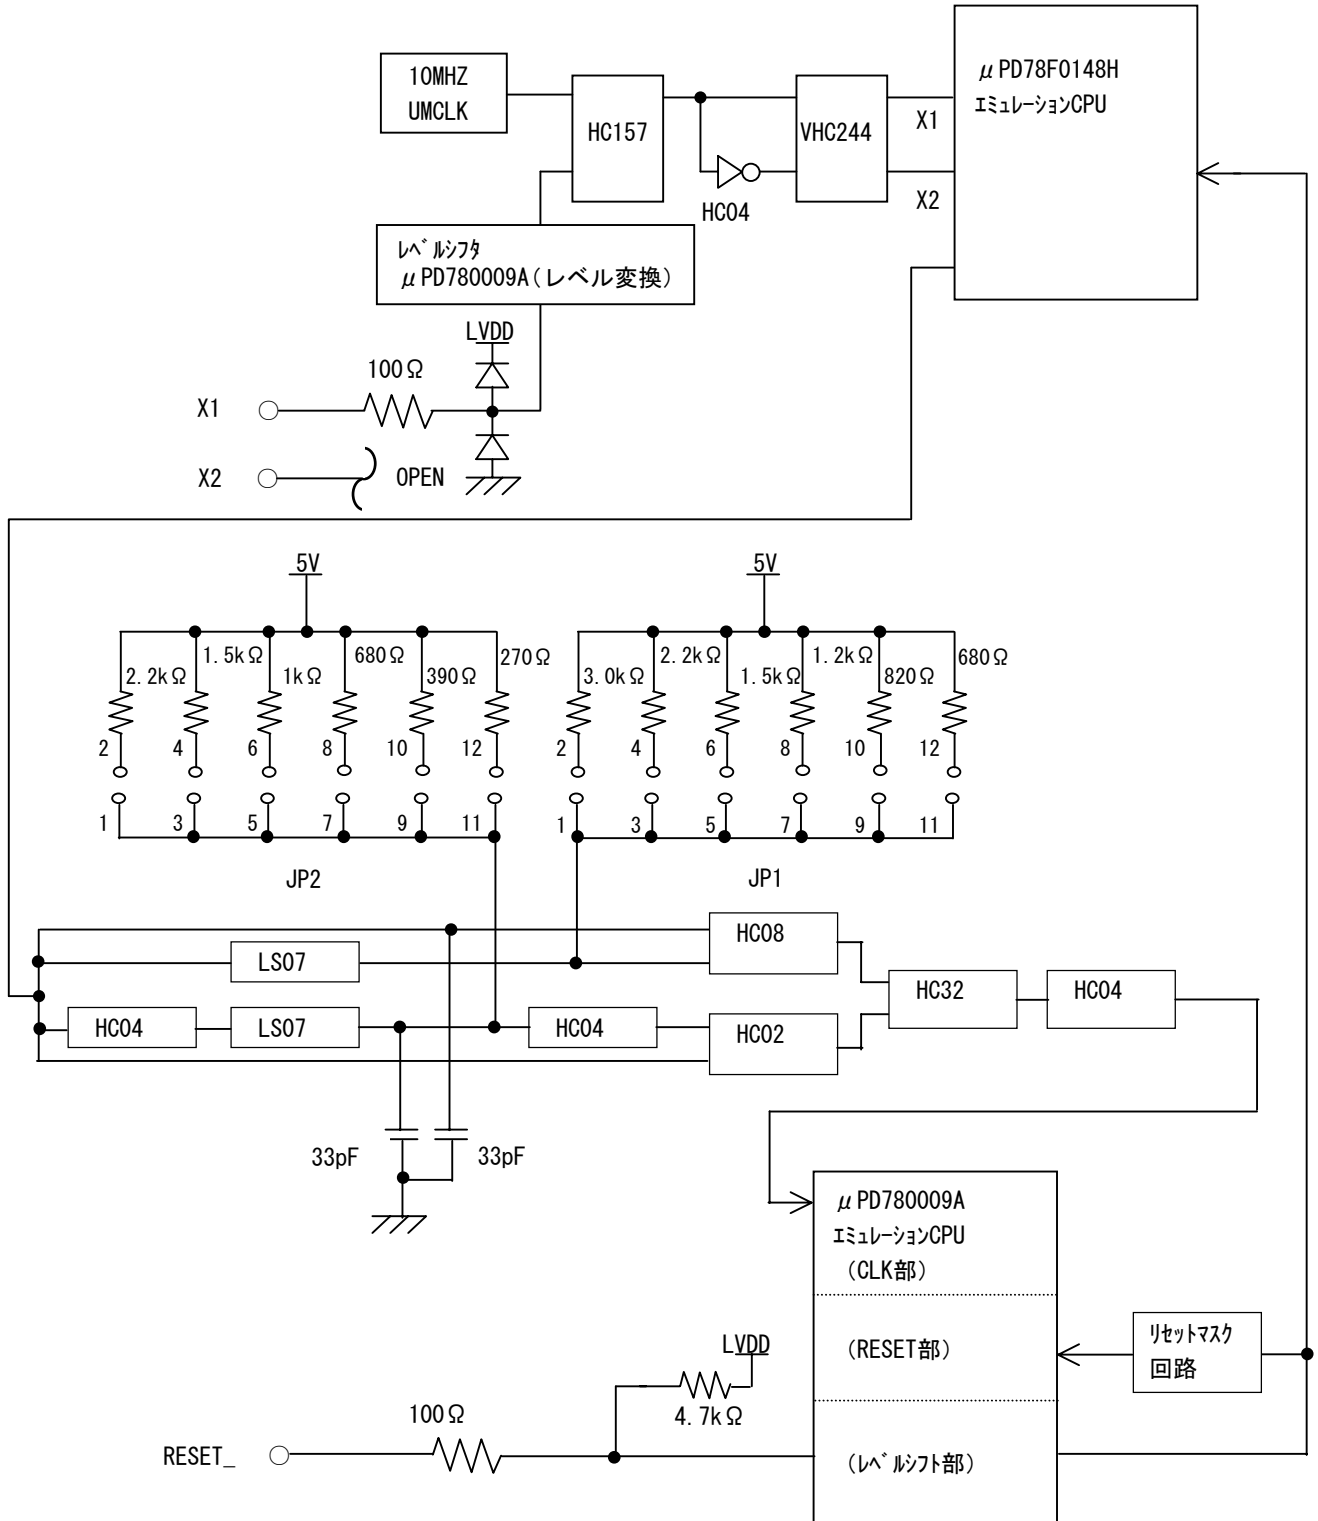 10MHZ
UMCLK
HC157
VHC244
HC04
X1
X2
μPD78F0148H
エミュレーションCPU
レベルシフタ
μPD780009A(レベル変換)
LVDD
100Ω
X1
X2
OPEN
5V
5V
2.2kΩ
1.5kΩ
1kΩ
680Ω
390Ω
270Ω
3.0kΩ
2.2kΩ
1.5kΩ
1.2kΩ
820Ω
680Ω
2 4 6 8 10 12
2 4 6 8 10 12
1 3 5 7 9 11
1 3 5 7 9 11
JP2
JP1
HC08
LS07
HC32
HC04
HC04
LS07
HC04
HC02
33pF
33pF
μPD780009A
エミュレーションCPU
(CLK部)
(RESET部)
リセットマスク
回路
LVDD
4.7kΩ
100Ω
RESET_
(レベルシフト部)